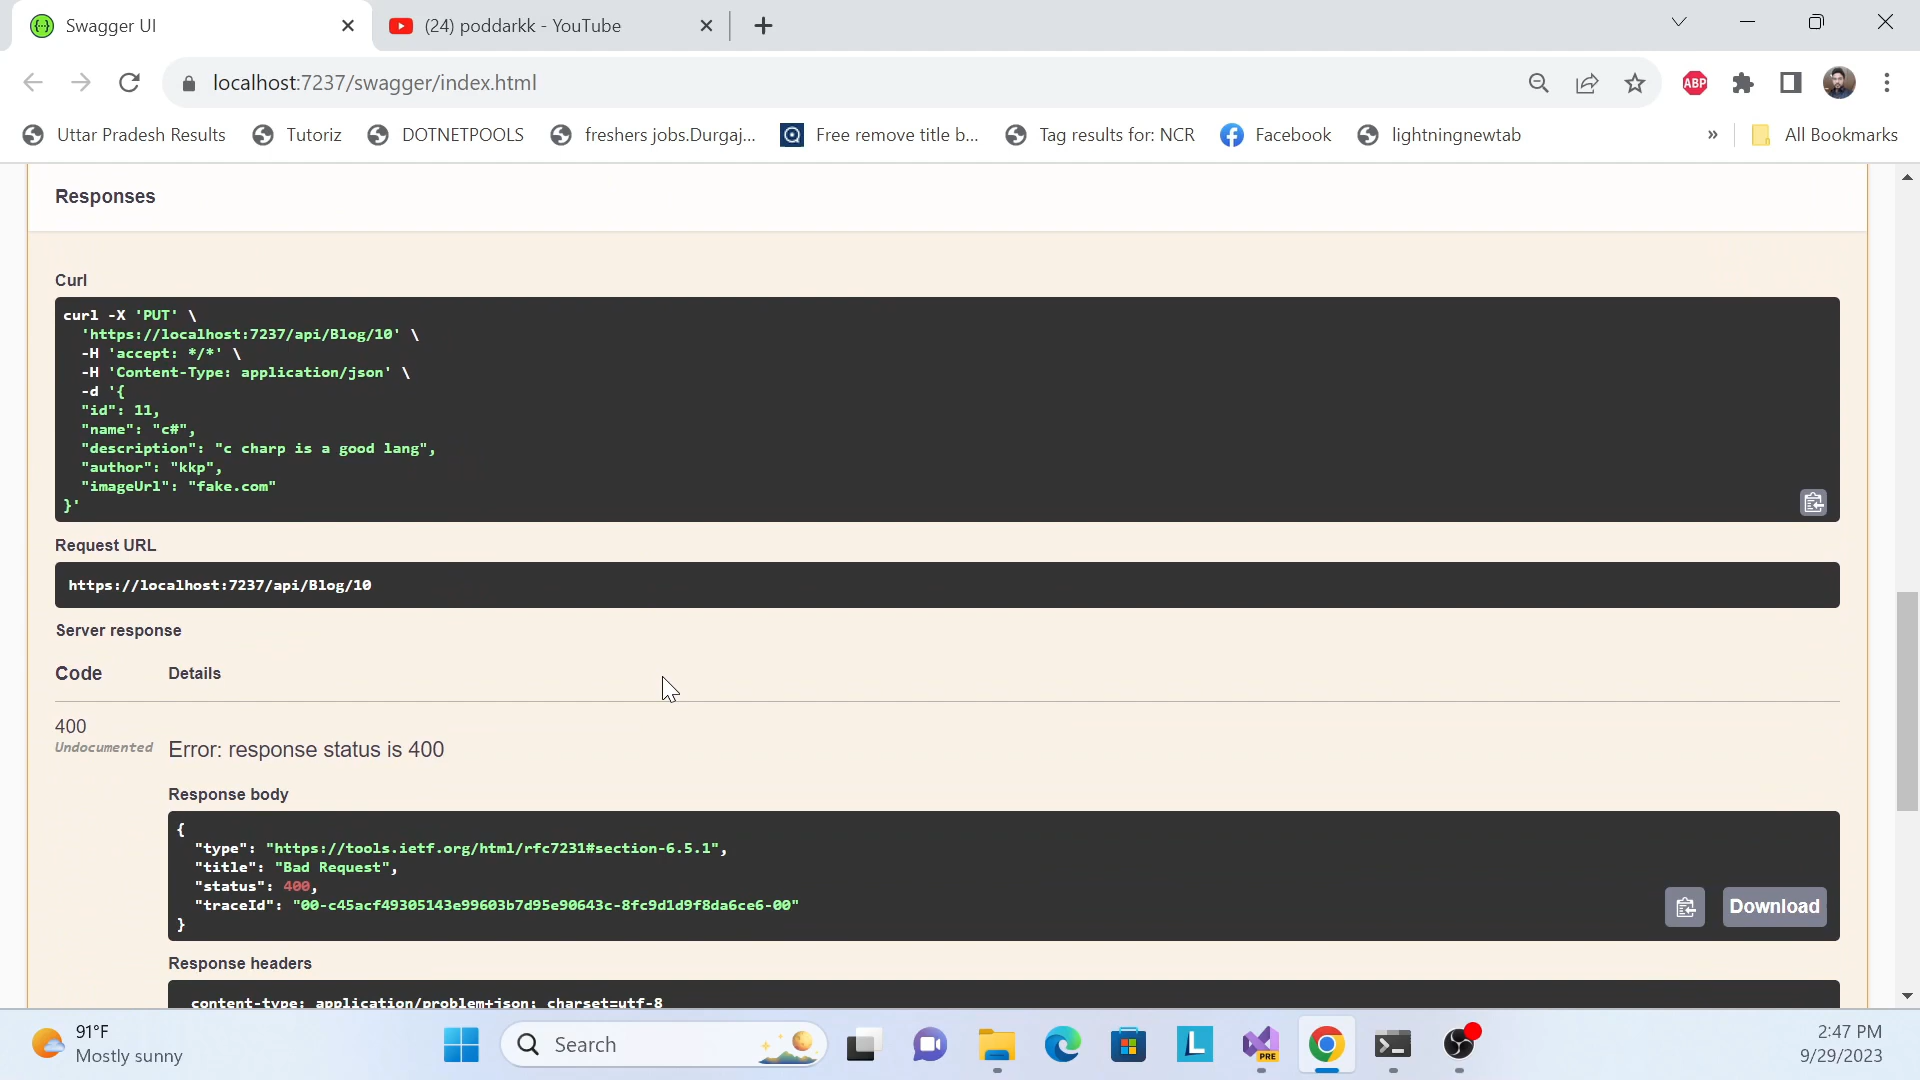 Swagger UI
(24) poddarkk - YouTube
localhost:7237/swagger/index.html
ABP
Uttar Pradesh Results
Tutoriz
DOTNETPOOLS
freshers jobs.Durgaj...
Free remove title b...
Tag results for: NCR
Facebook
lightningnewtab
»
All Bookmarks
Responses
Curl
curl -X 'PUT' \
'https://localhost:7237/api/Blog/10' \
-H 'accept: */*' \
-H 'Content-Type: application/json' \
-d '{
"id": 11,
"name": "c#",
"description": "c charp is a good lang",
"author": "kkp",
"imageUrl": "fake.com"
}'
Request URL
https://localhost:7237/api/Blog/10
Server response
Code Details
400
Undocumented
Error: response status is 400
Response body
{
"type": "https://tools.ietf.org/html/rfc7231#section-6.5.1",
"title": "Bad Request",
"status": 400,
"traceId": "00-c45acf49305143e99603b7d95e90643c-8fc9d1d9f8da6ce6-00"
}
Download
Response headers
content-type: application/problem+json; charset=utf-8
91°F
Mostly sunny
Search
L
PRE
2:47 PM
9/29/2023